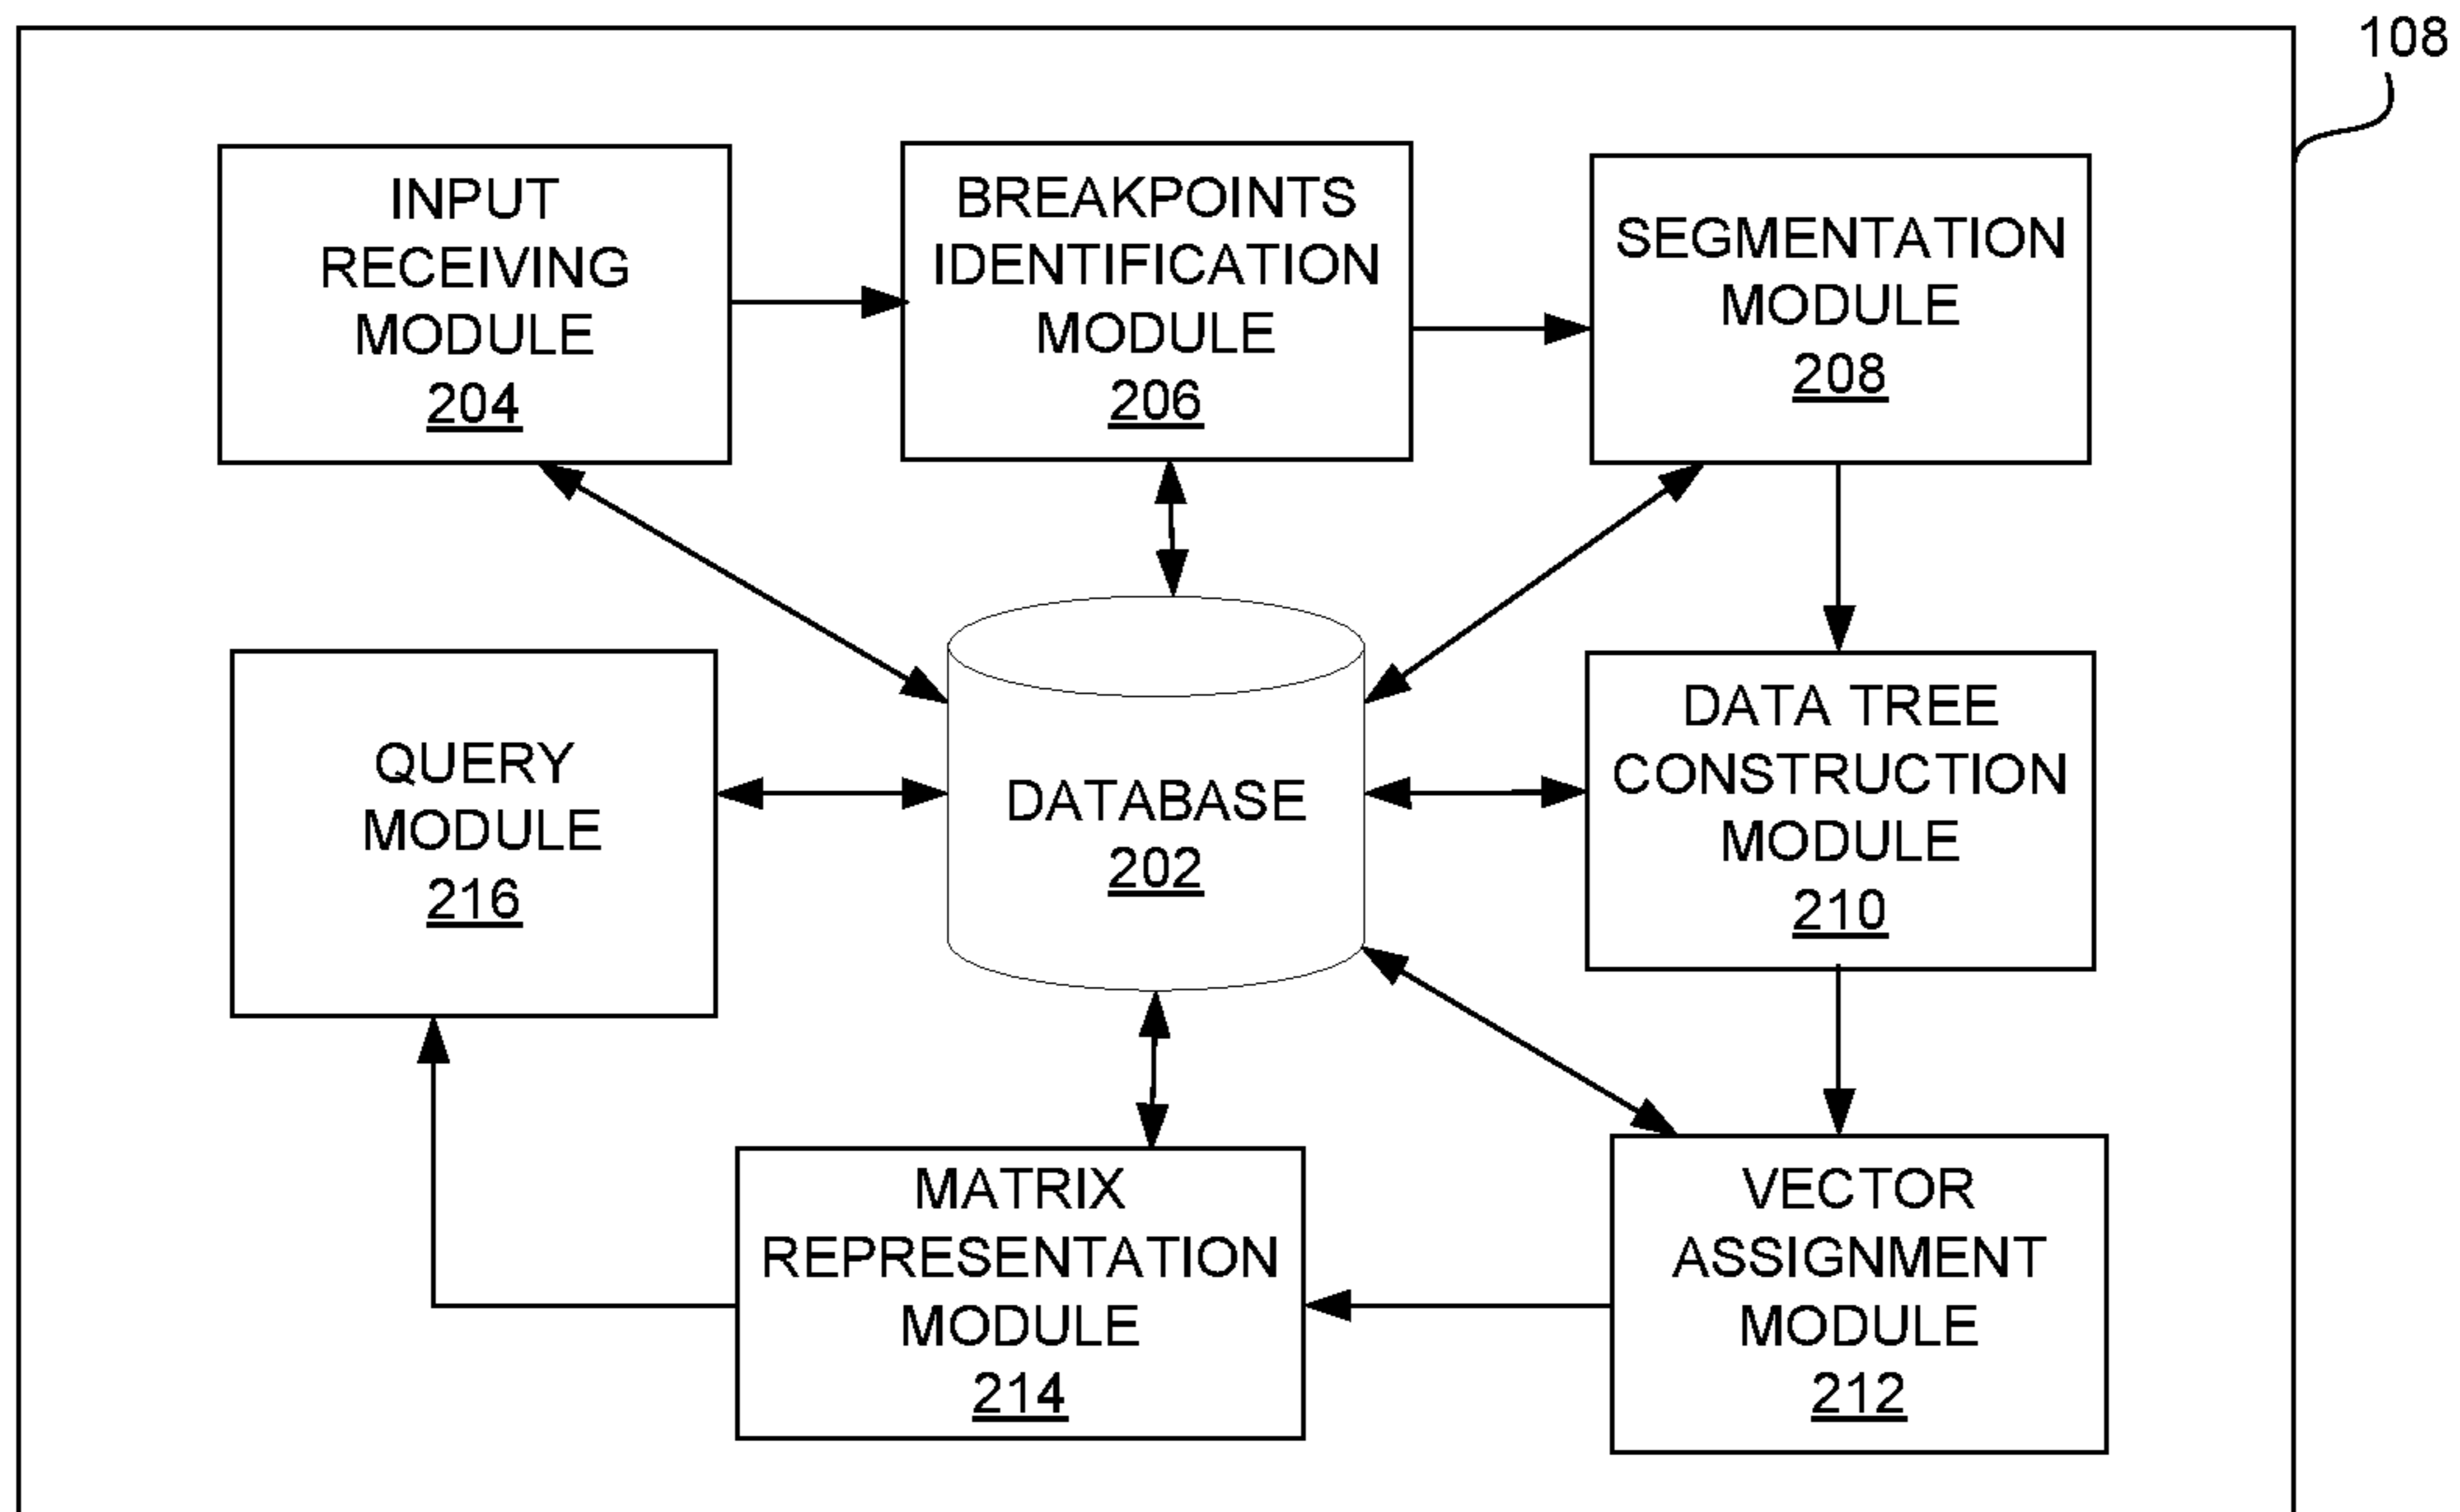 108
INPUT
RECEIVING
MODULE
204
BREAKPOINTS
IDENTIFICATION
MODULE
206
SEGMENTATION
MODULE
208
QUERY
MODULE
216
DATABASE
202
DATA TREE
CONSTRUCTION
MODULE
210
MATRIX
REPRESENTATION
MODULE
214
VECTOR
ASSIGNMENT
MODULE
212